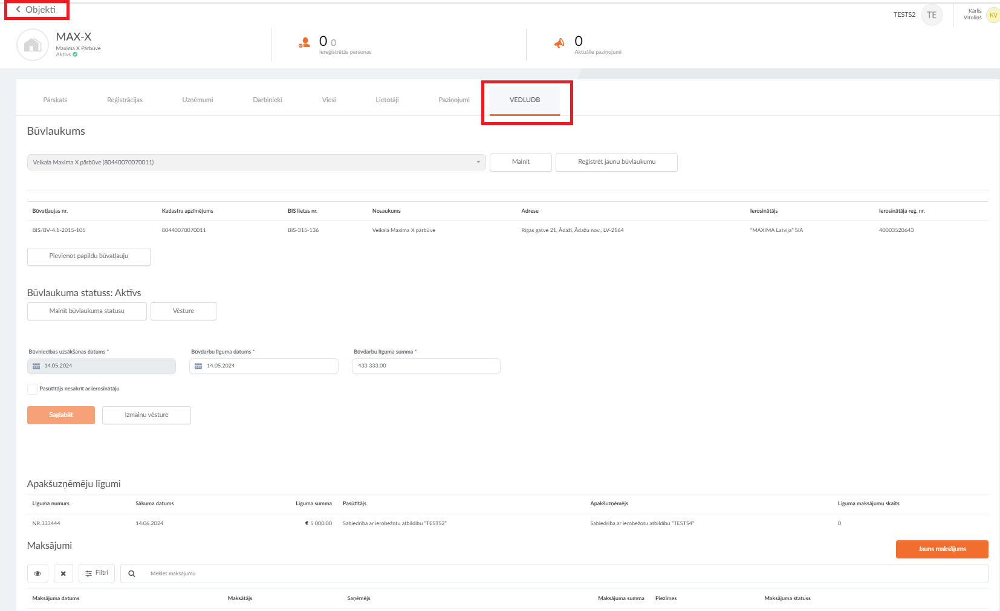 Objekti
TESTS2 TE Kārlis Vītoliņš KV
MAX-X
Maxima X Pārbūve
Aktīvs
0 0
Iereģistrētās personas
0
Aktuālie paziņojumi
Pārskats Reģistrācijas Uzņēmumi Darbinieki Viesi Lietotāji Paziņojumi VEDLUDB
Būvlaukums
Veikala Maxima X pārbūve (80440070070011) Mainīt Reģistrēt jaunu būvlaukumu
Būvatļaujas nr. Kadastra apzīmējums BIS lietas nr. Nosaukums Adrese Ierosinātājs Ierosinātāja reģ. nr.
BIS/BV-4.1-2015-105 80440070070011 BIS-315-136 Veikala Maxima X pārbūve Rīgas gatve 21, Ādaži, Ādažu nov., LV-2164 "MAXIMA Latvija" SIA 40003520643
Pievienot papildu būvatļauju
Būvlaukuma statuss: Aktīvs
Mainīt būvlaukuma statusu Vēsture
Būvniecības uzsākšanas datums * Būvdarbu līguma datums * Būvdarbu līguma summa *
14.05.2024 14.05.2024 433 333.00
Pasūtītājs nesakrīt ar ierosinātāju
Saglabāt Izmaiņu vēsture
Apakšuzņēmēju līgumi
Līguma numurs Sākuma datums Līguma summa Pasūtītājs Apakšuzņēmējs Līguma maksājumu skaits
NR.333444 14.06.2024 € 5 000.00 Sabiedrība ar ierobežotu atbildību "TESTS2" Sabiedrība ar ierobežotu atbildību "TESTS4" 0
Maksājumi
Jauns maksājums
Filtri Meklēt maksājumu
Maksājuma datums Maksātājs Saņēmējs Maksājuma summa Piezīmes Maksājuma statuss